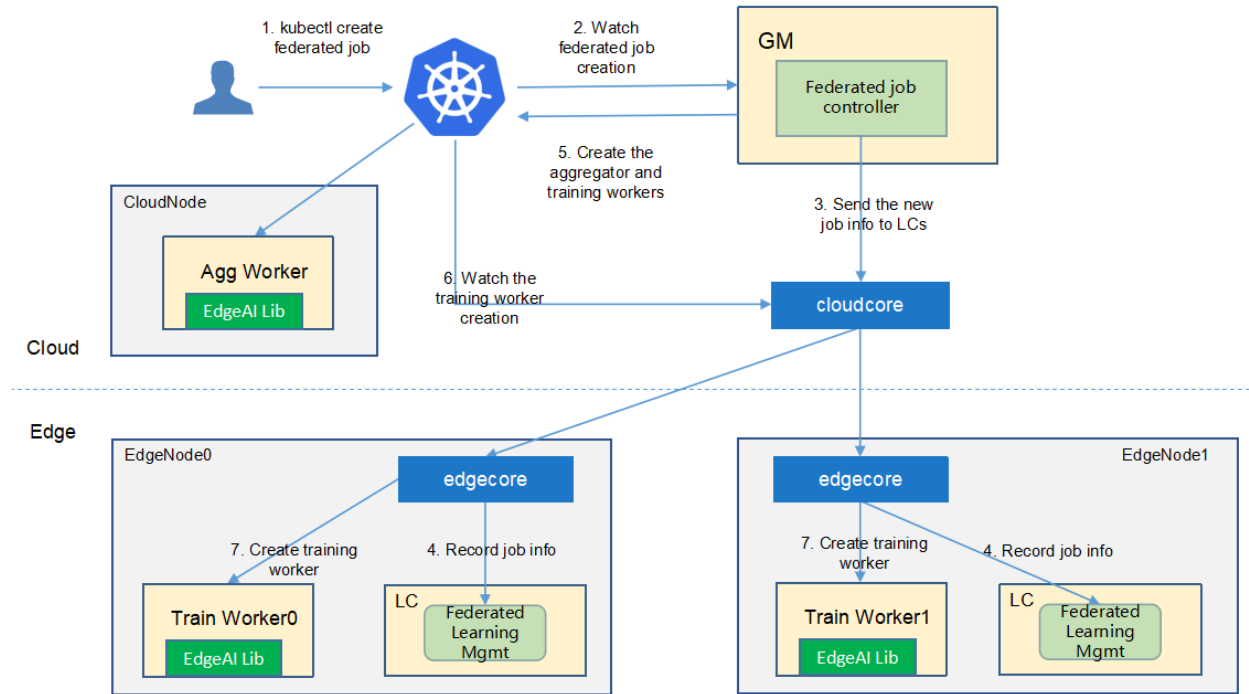 1. kubectl create
federated job
2. Watch
federated job
creation
GM
Federated job
controller
5. Create the
aggregator and
training workers
3. Send the new
job info to LCs
CloudNode
Agg Worker
EdgeAI Lib
6. Watch the
training worker
creation
cloudcore
Cloud
Edge
EdgeNode0
edgecore
7. Create training
worker
4. Record job info
Train Worker0
EdgeAI Lib
LC
Federated
Learning
Mgmt
EdgeNode1
edgecore
7. Create training
worker
4. Record job info
Train Worker1
EdgeAI Lib
LC
Federated
Learning
Mgmt